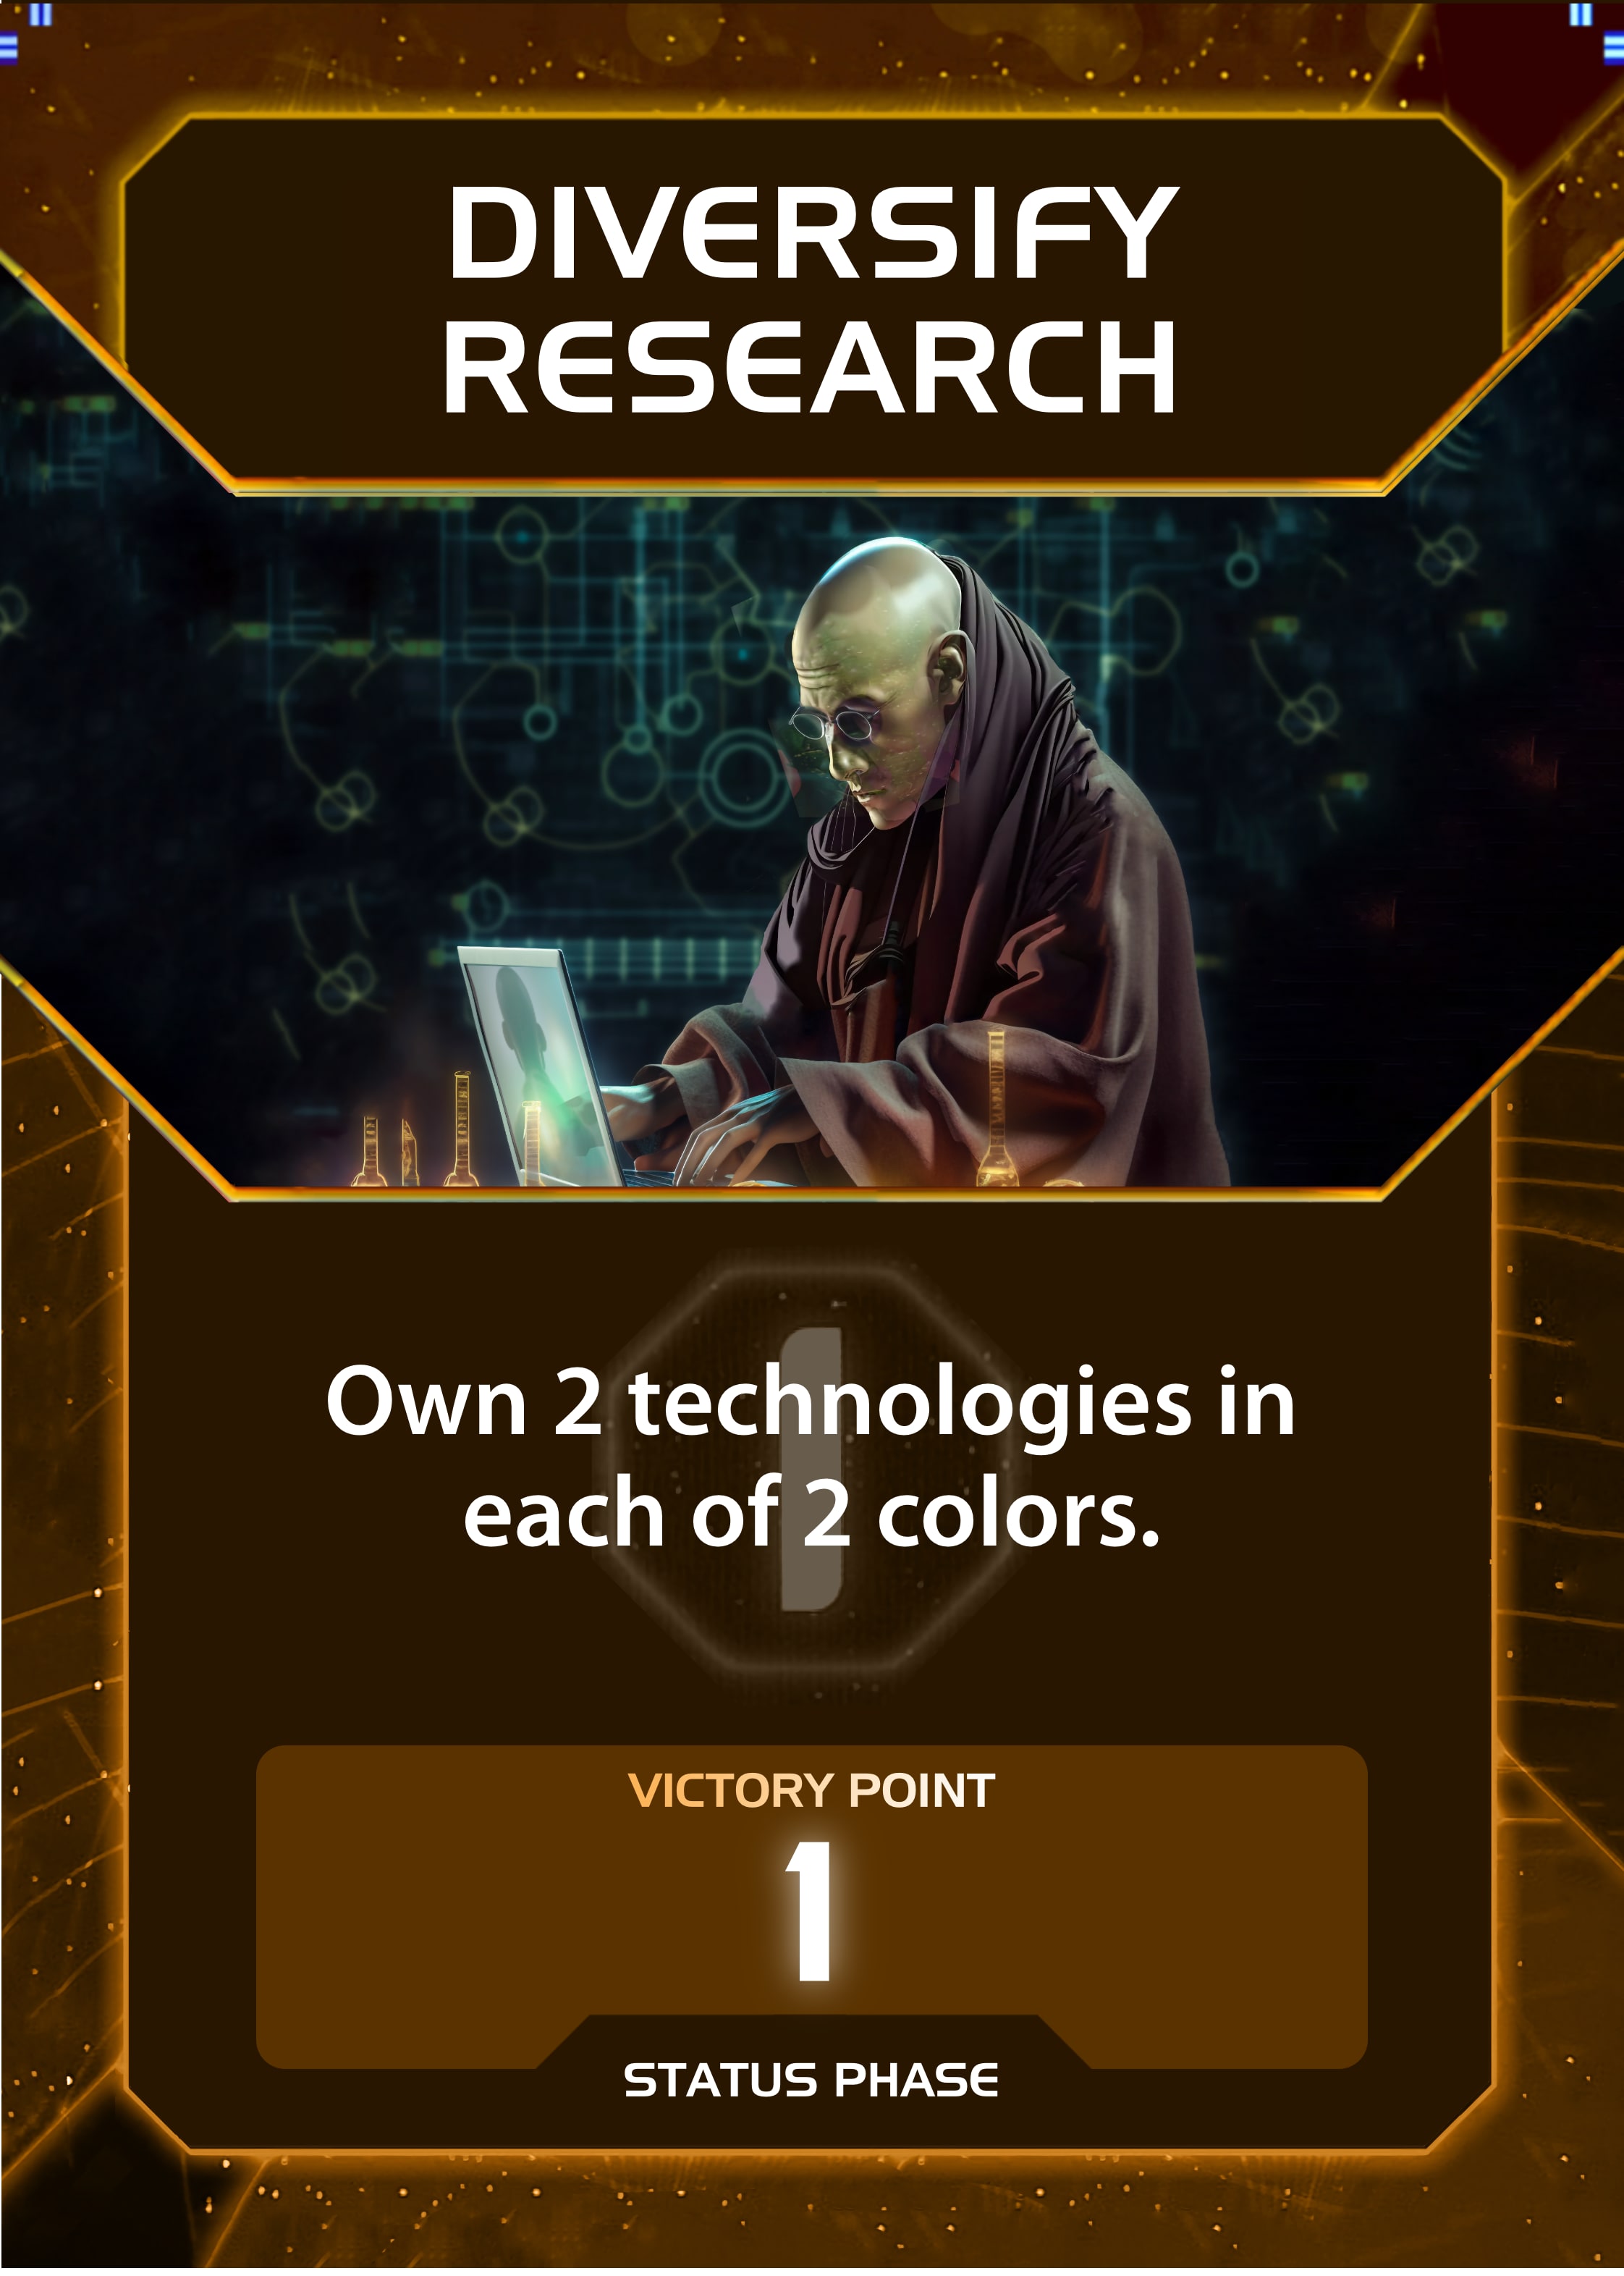 DIVERSIFY
RESEARCH
Own 2 technologies in
each of 2 colors.
I
VICTORY POINT
1
STATUS PHASE